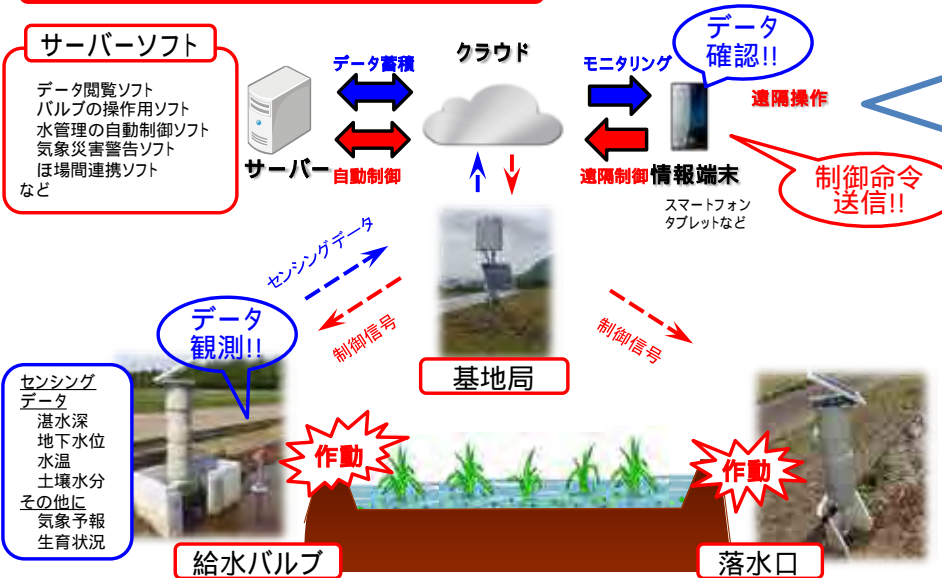 サーバーソフト
データ閲覧ソフト
バルブの操作用ソフト
水管理の自動制御ソフト
気象災害警告ソフト
ほ場間連携ソフト
など
サーバー
データ蓄積
自動制御
クラウド
モニタリング
遠隔制御
データ
確認!!
遠隔操作
情報端末
スマートフォン
タブレットなど
制御命令
送信!!
センシングデータ
制御信号
制御信号
基地局
データ
観測!!
センシング
データ
湛水深
地下水位
水温
土壌水分
その他に
気象予報
生育状況
作動
作動
給水バルブ
落水口